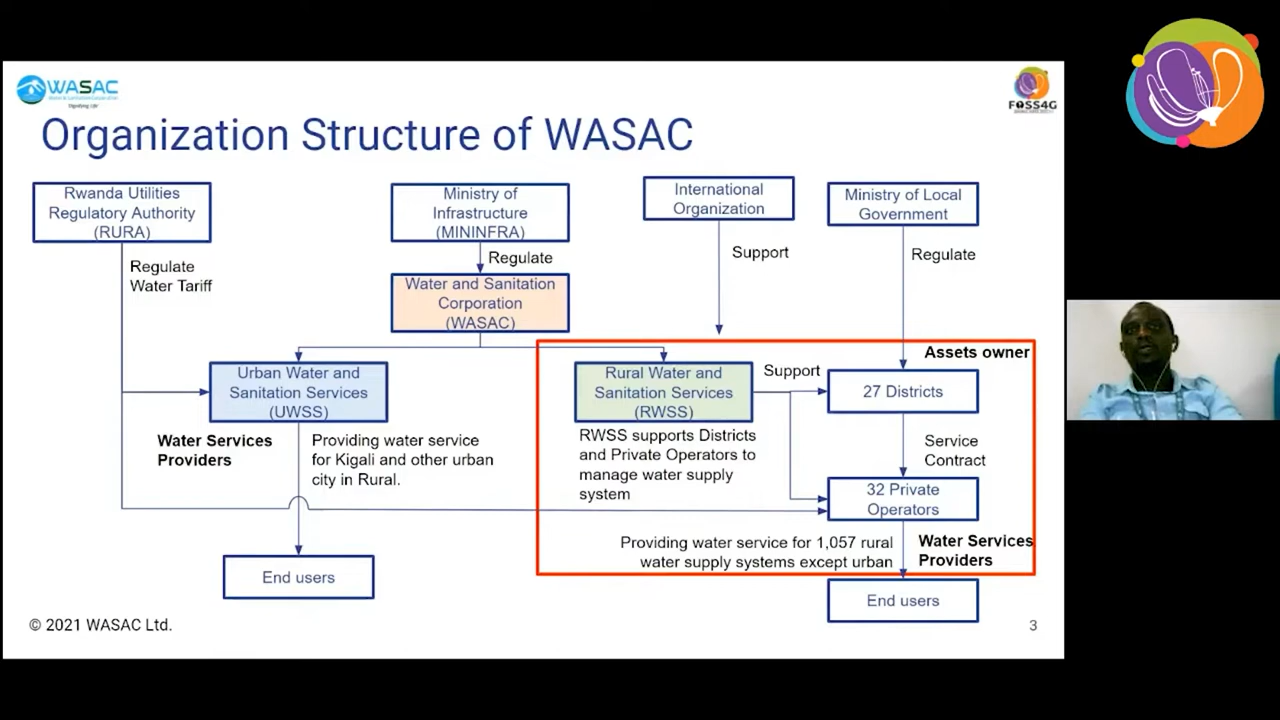 WASAC
FOSS4G
Organization Structure of WASAC
Rwanda Utilities
Regulatory Authority
(RURA)
Ministry of
Infrastructure
(MININFRA)
International
Organization
Ministry of Local
Government
Regulate
Water Tariff
Regulate
Support
Regulate
Water and Sanitation
Corporation
(WASAC)
Assets owner
Urban Water and
Sanitation Services
(UWSS)
Rural Water and
Sanitation Services
(RWSS)
Support
27 Districts
Water Services
Providers
Providing water service
for Kigali and other urban
city in Rural.
RWSS supports Districts
and Private Operators to
manage water supply
system
Service
Contract
32 Private
Operators
Providing water service for 1,057 rural
water supply systems except urban
Water Services
Providers
End users
End users
© 2021 WASAC Ltd.
3